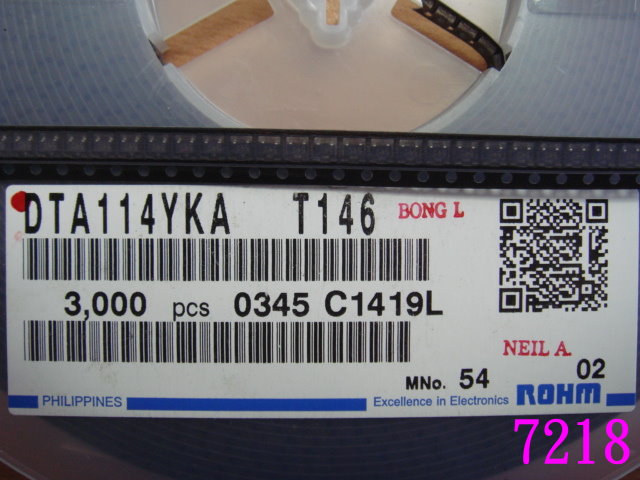 DTA114YKA T146 BONG L
3,000 pcs 0345 C1419L
NEIL A.
MNo. 54 02
PHILIPPINES Excellence in Electronics ROHM
7218